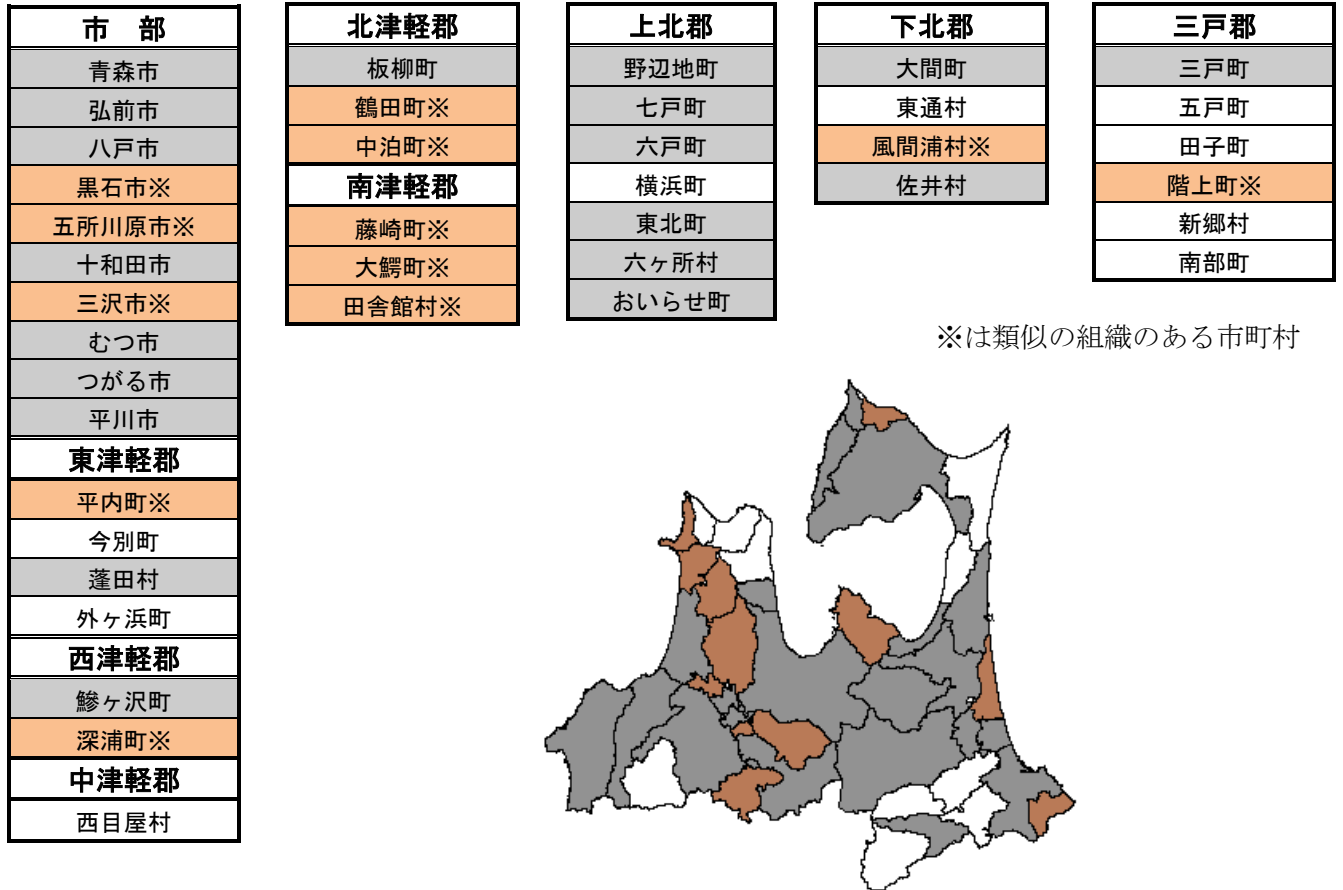 市　部
青森市
弘前市
八戸市
黒石市※
五所川原市※
十和田市
三沢市※
むつ市
つがる市
平川市
東津軽郡
平内町※
今別町
蓬田村
外ヶ浜町
西津軽郡
鰺ヶ沢町
深浦町※
中津軽郡
西目屋村
北津軽郡
板柳町
鶴田町※
中泊町※
南津軽郡
藤崎町※
大鰐町※
田舎館村※
上北郡
野辺地町
七戸町
六戸町
横浜町
東北町
六ヶ所村
おいらせ町
下北郡
大間町
東通村
風間浦村※
佐井村
三戸郡
三戸町
五戸町
田子町
階上町※
新郷村
南部町
※は類似の組織のある市町村